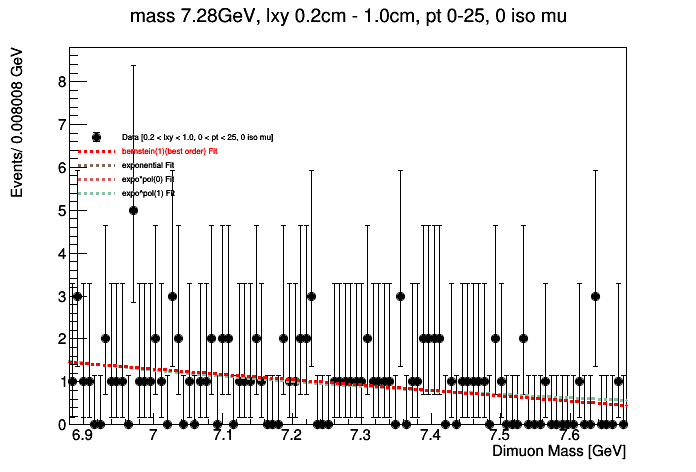 mass 7.28GeV, lxy 0.2cm - 1.0cm, pt 0-25, 0 iso mu
Events/ 0.008008 GeV
8
7
6
5
4
3
2
1
0
Data [0.2 < lxy < 1.0, 0 < pt < 25, 0 iso mu]
bernstein(1)(best order) Fit
exponential Fit
expo*pol(0) Fit
expo*pol(1) Fit
6.9 7 7.1 7.2 7.3 7.4 7.5 7.6
Dimuon Mass [GeV]